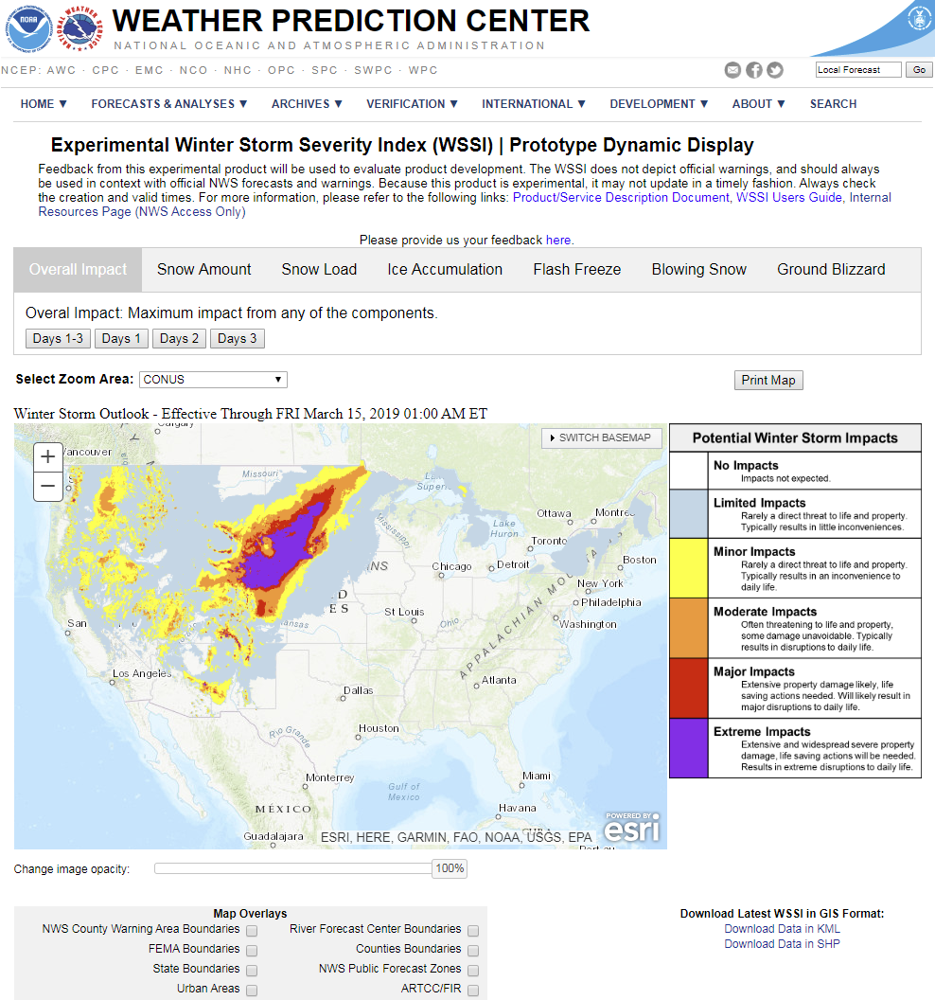 NOAA
WEATHER PREDICTION CENTER
NATIONAL OCEANIC AND ATMOSPHERIC ADMINISTRATION
NCEP: AWC · CPC · EMC · NCO · NHC · OPC · SPC · SWPC · WPC
Local Forecast
Go
HOME ▼ FORECASTS & ANALYSES ▼ ARCHIVES ▼ VERIFICATION ▼ INTERNATIONAL ▼ DEVELOPMENT ▼ ABOUT ▼ SEARCH
Experimental Winter Storm Severity Index (WSSI) | Prototype Dynamic Display
Feedback from this experimental product will be used to evaluate product development. The WSSI does not depict official warnings, and should always
be used in context with official NWS forecasts and warnings. Because this product is experimental, it may not update in a timely fashion. Always check
the creation and valid times. For more information, please refer to the following links: Product/Service Description Document, WSSI Users Guide, Internal
Resources Page (NWS Access Only)
Please provide us your feedback here.
Overall Impact Snow Amount Snow Load Ice Accumulation Flash Freeze Blowing Snow Ground Blizzard
Overal Impact: Maximum impact from any of the components.
Days 1-3 Days 1 Days 2 Days 3
Select Zoom Area: CONUS ▼
Print Map
Winter Storm Outlook - Effective Through FRI March 15, 2019 01:00 AM ET
Calgary
SWITCH BASEMAP
+
−
Vancouver
Missouri
Ottawa
Montrec
Lake
Huron
Toronto
Mississippi
Chicago
Detroit
Boston
New York
Philadelphia
St Louis
Ohio
Washington
San
APPALACHIAN MOU
Los Angeles
Atlanta
Dallas
Houston
Rio Grande
Monterrey
Gulf of
Mexico
Miami
MÉXICO
Havana
Guadalajara
ESRI, HERE, GARMIN, FAO, NOAA, USGS, EPA
POWERED BY
esri
Potential Winter Storm Impacts
No Impacts
Impacts not expected.
Limited Impacts
Rarely a direct threat to life and property.
Typically results in little inconveniences.
Minor Impacts
Rarely a direct threat to life and property.
Typically results in an inconvenience to
daily life.
Moderate Impacts
Often threatening to life and property,
some damage unavoidable. Typically
results in disruptions to daily life.
Major Impacts
Extensive property damage likely, life
saving actions needed. Will likely result in
major disruptions to daily life.
Extreme Impacts
Extensive and widespread severe property
damage, life saving actions will be needed.
Results in extreme disruptions to daily life.
Change image opacity: 100%
Map Overlays
NWS County Warning Area Boundaries River Forecast Center Boundaries
FEMA Boundaries Counties Boundaries
State Boundaries NWS Public Forecast Zones
Urban Areas ARTCC/FIR
Download Latest WSSI in GIS Format:
Download Data in KML
Download Data in SHP